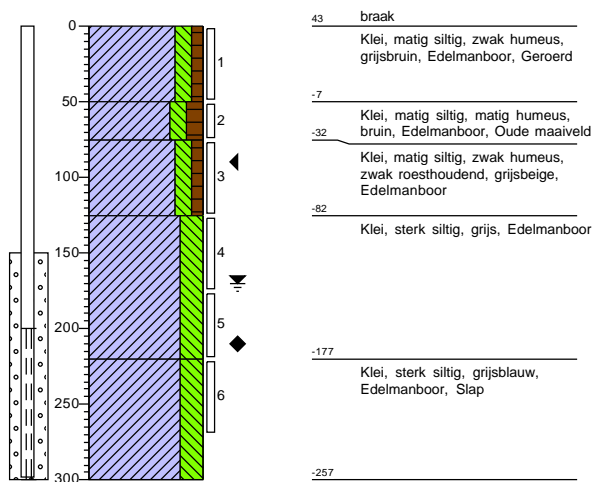 0
50
100
150
200
250
300
1
2
3
4
5
6
43 braak
Klei, matig siltig, zwak humeus,
grijsbruin, Edelmanboor, Geroerd
-7
Klei, matig siltig, matig humeus,
bruin, Edelmanboor, Oude maaiveld
-32
Klei, matig siltig, zwak humeus,
zwak roesthoudend, grijsbeige,
Edelmanboor
-82
Klei, sterk siltig, grijs, Edelmanboor
-177
Klei, sterk siltig, grijsblauw,
Edelmanboor, Slap
-257